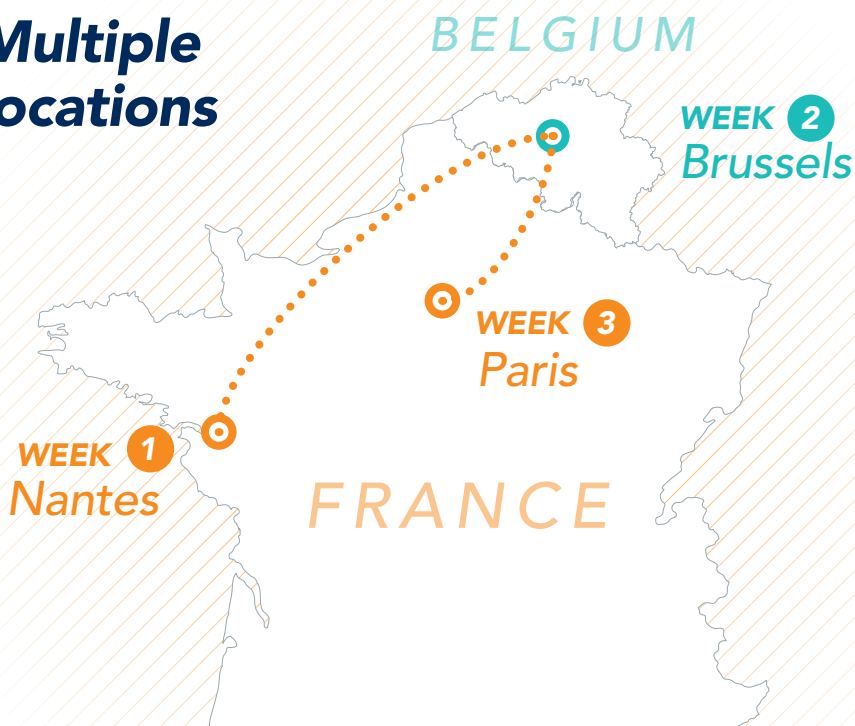 Multiple
ocations
BELGIUM
WEEK 2
Brussels
WEEK 3
Paris
WEEK 1
Nantes
FRANCE